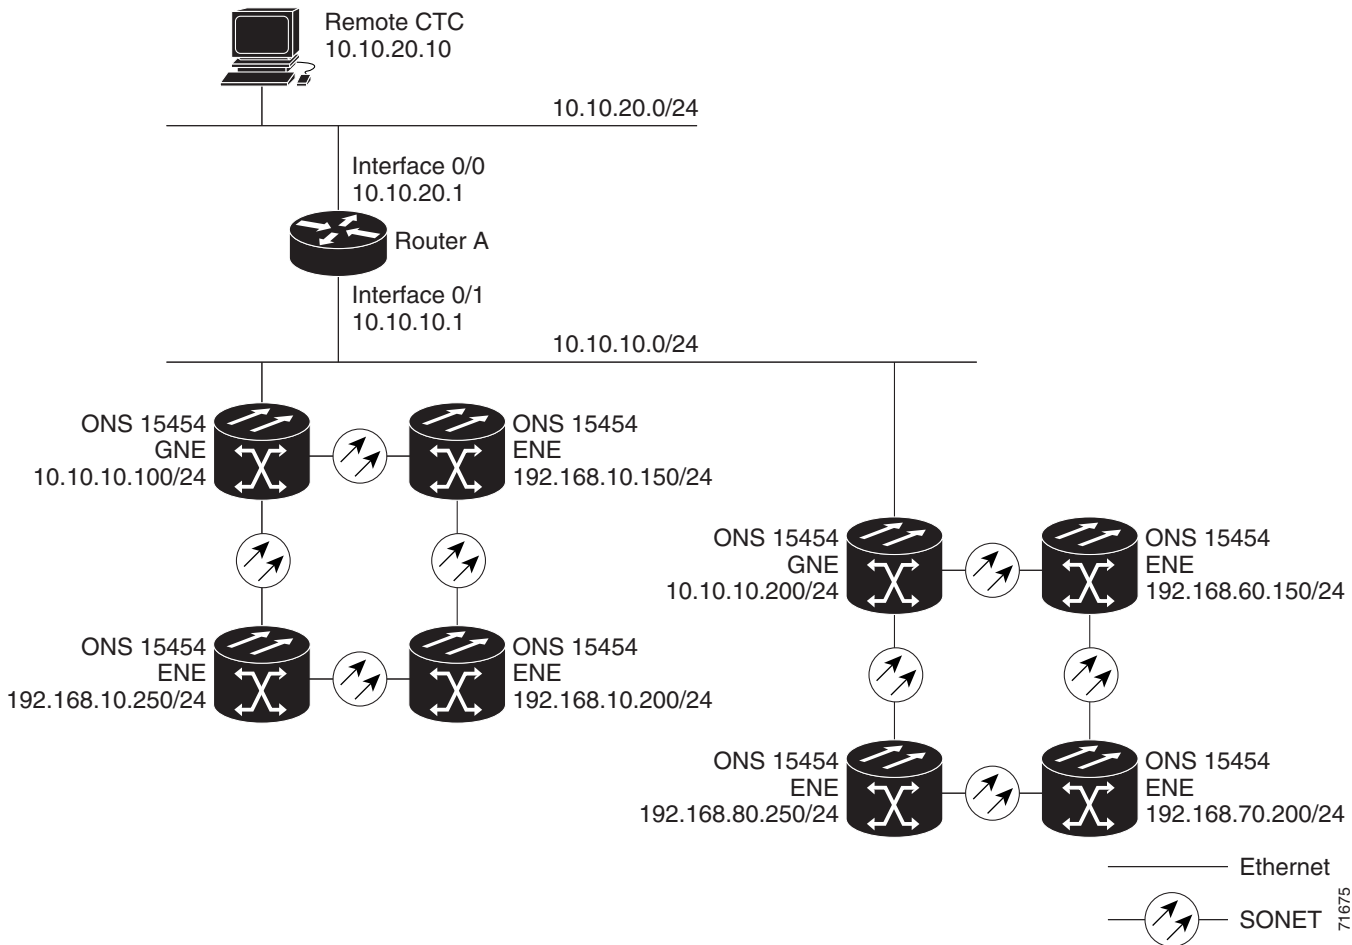 Remote CTC
10.10.20.10
10.10.20.0/24
Interface 0/0
10.10.20.1
Router A
Interface 0/1
10.10.10.1
10.10.10.0/24
ONS 15454
GNE
10.10.10.100/24
ONS 15454
ENE
192.168.10.150/24
ONS 15454
GNE
10.10.10.200/24
ONS 15454
ENE
192.168.60.150/24
ONS 15454
ENE
192.168.10.250/24
ONS 15454
ENE
192.168.10.200/24
ONS 15454
ENE
192.168.80.250/24
ONS 15454
ENE
192.168.70.200/24
Ethernet
SONET
71675